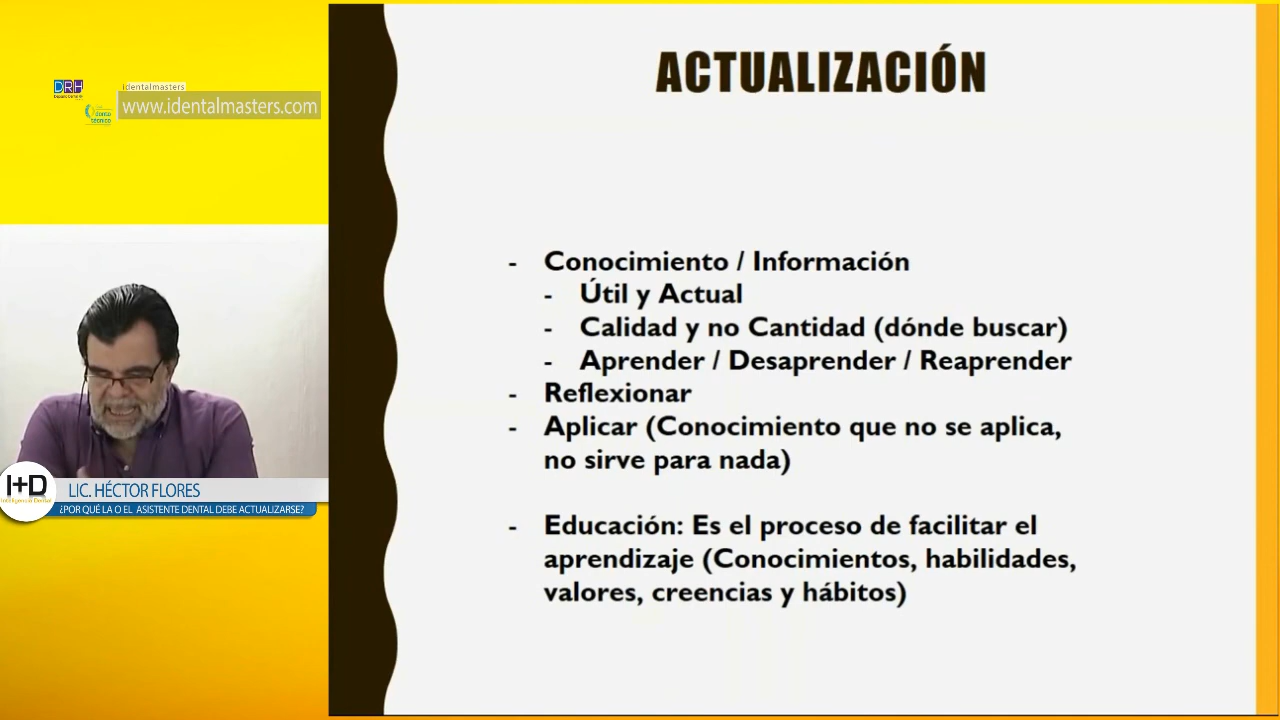 DRH
identalmasters
www.identalmasters.com
ACTUALIZACIÓN
- Conocimiento / Información
- Útil y Actual
- Calidad y no Cantidad (dónde buscar)
- Aprender / Desaprender / Reaprender
- Reflexionar
- Aplicar (Conocimiento que no se aplica,
no sirve para nada)
- Educación: Es el proceso de facilitar el
aprendizaje (Conocimientos, habilidades,
valores, creencias y hábitos)
I+D
Inteligencia Dental
LIC. HÉCTOR FLORES
¿POR QUÉ LA O EL ASISTENTE DENTAL DEBE ACTUALIZARSE?